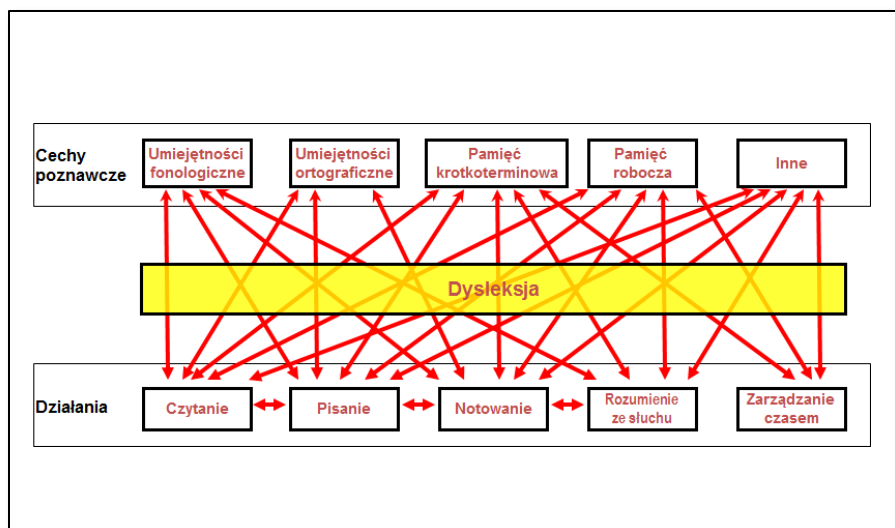 Cechy
poznawcze
Umiejętności
fonologiczne
Umiejętności
ortograficzne
Pamięć
krotkoterminowa
Pamięć
robocza
Inne
Dysleksja
Działania
Czytanie
Pisanie
Notowanie
Rozumienie
ze słuchu
Zarządzanie
czasem